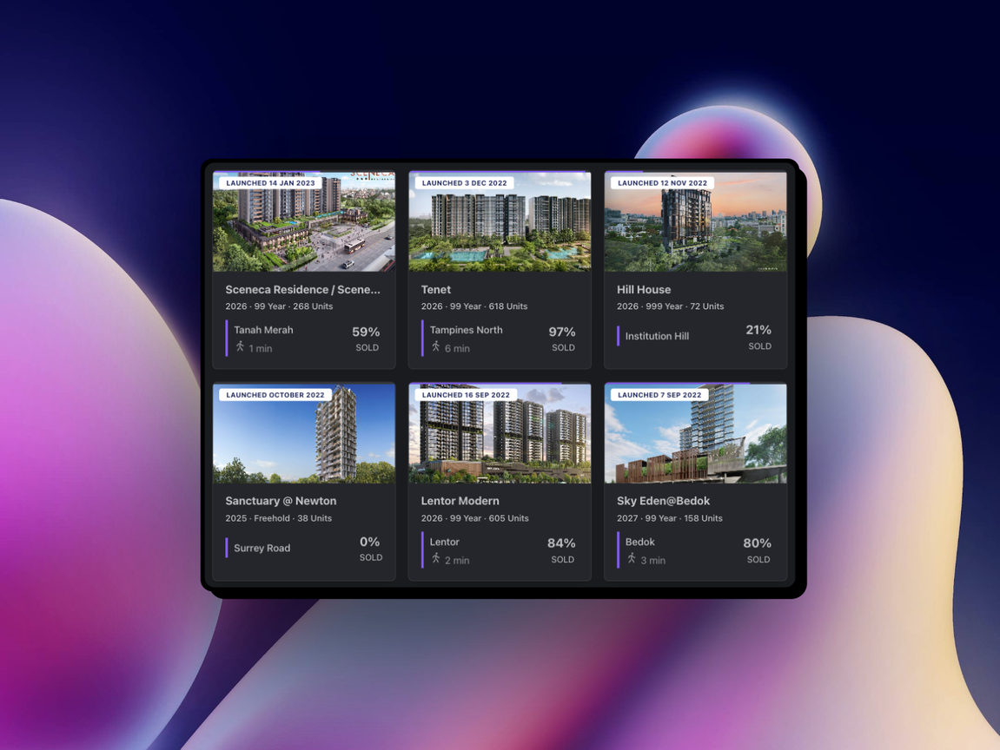 LAUNCHED 14 JAN 2023
SCENECA
Sceneca Residence / Scene...
2026 · 99 Year · 268 Units
Tanah Merah
59%
1 min
SOLD
LAUNCHED 3 DEC 2022
Tenet
2026 · 99 Year · 618 Units
Tampines North
97%
6 min
SOLD
LAUNCHED 12 NOV 2022
Hill House
2026 · 999 Year · 72 Units
Institution Hill
21%
SOLD
LAUNCHED OCTOBER 2022
Sanctuary @ Newton
2025 · Freehold · 38 Units
Surrey Road
0%
SOLD
LAUNCHED 16 SEP 2022
Lentor Modern
2026 · 99 Year · 605 Units
Lentor
84%
2 min
SOLD
LAUNCHED 7 SEP 2022
Sky Eden@Bedok
2027 · 99 Year · 158 Units
Bedok
80%
3 min
SOLD